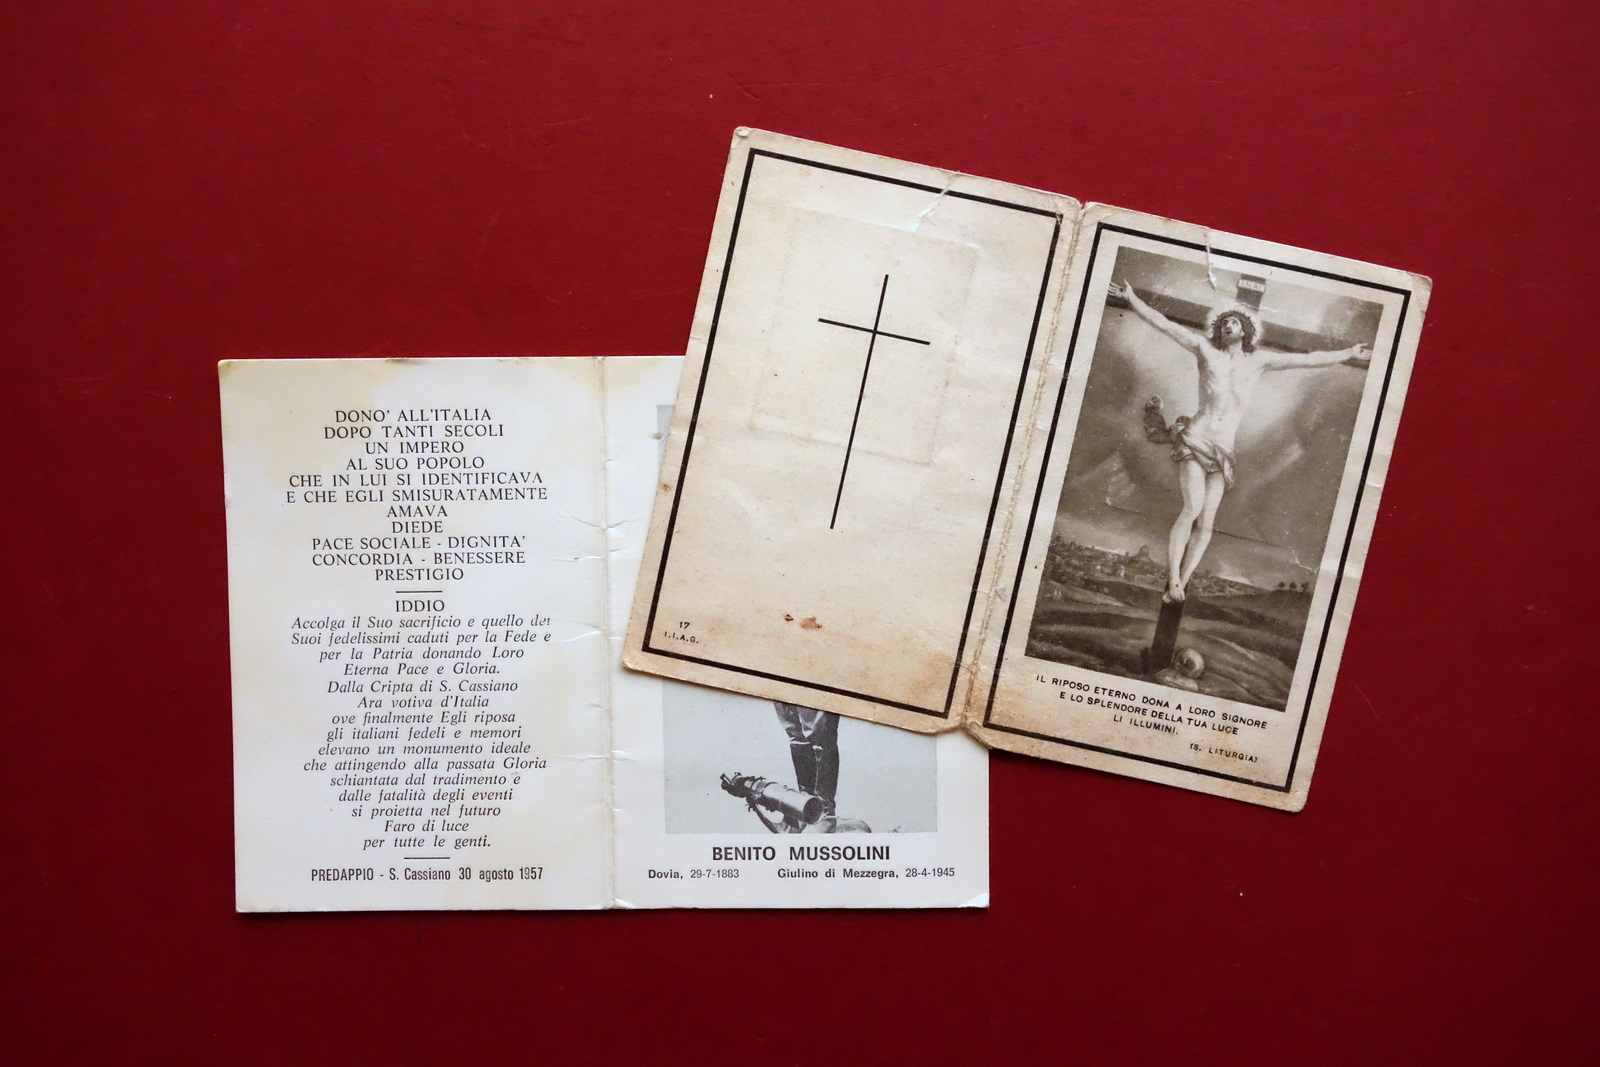 DONO' ALL'ITALIA
DOPO TANTI SECOLI
UN IMPERO
AL SUO POPOLO
CHE IN LUI SI IDENTIFICAVA
E CHE EGLI SMISURATAMENTE
AMAVA
DIEDE
PACE SOCIALE - DIGNITA'
CONCORDIA - BENESSERE
PRESTIGIO
IDDIO
Accolga il Suo sacrificio e quello dei
Suoi fedelissimi caduti per la Fede e
per la Patria donando Loro
Eterna Pace e Gloria.
Dalla Cripta di S. Cassiano
Ara votiva d'Italia
ove finalmente Egli riposa
gli italiani fedeli e memori
elevano un monumento ideale
che attingendo alla passata Gloria
schiantata dal tradimento e
dalle fatalità degli eventi
si proietta nel futuro
Faro di luce
per tutte le genti.
PREDAPPIO - S. Cassiano 30 agosto 1957
BENITO MUSSOLINI
Dovia, 29-7-1883 Giulino di Mezzegra, 28-4-1945
17
I.I.A.G.
INRI
IL RIPOSO ETERNO DONA A LORO SIGNORE
E LO SPLENDORE DELLA TUA LUCE
LI ILLUMINI.
(S. LITURGIA)